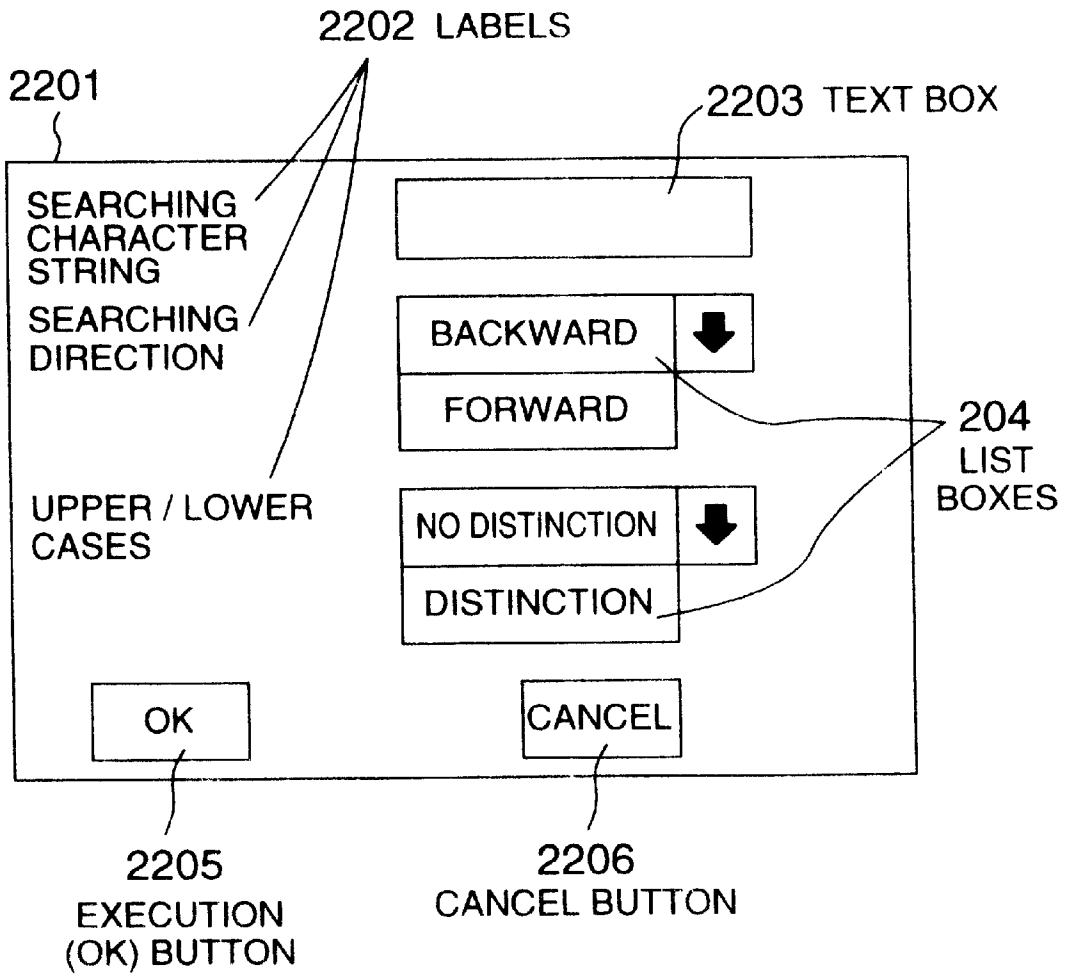 2202 LABELS
2201
2203 TEXT BOX
SEARCHING
CHARACTER
STRING
SEARCHING
DIRECTION
BACKWARD
FORWARD
204
LIST
BOXES
UPPER / LOWER
CASES
NO DISTINCTION
DISTINCTION
OK
CANCEL
2205
EXECUTION
(OK) BUTTON
2206
CANCEL BUTTON